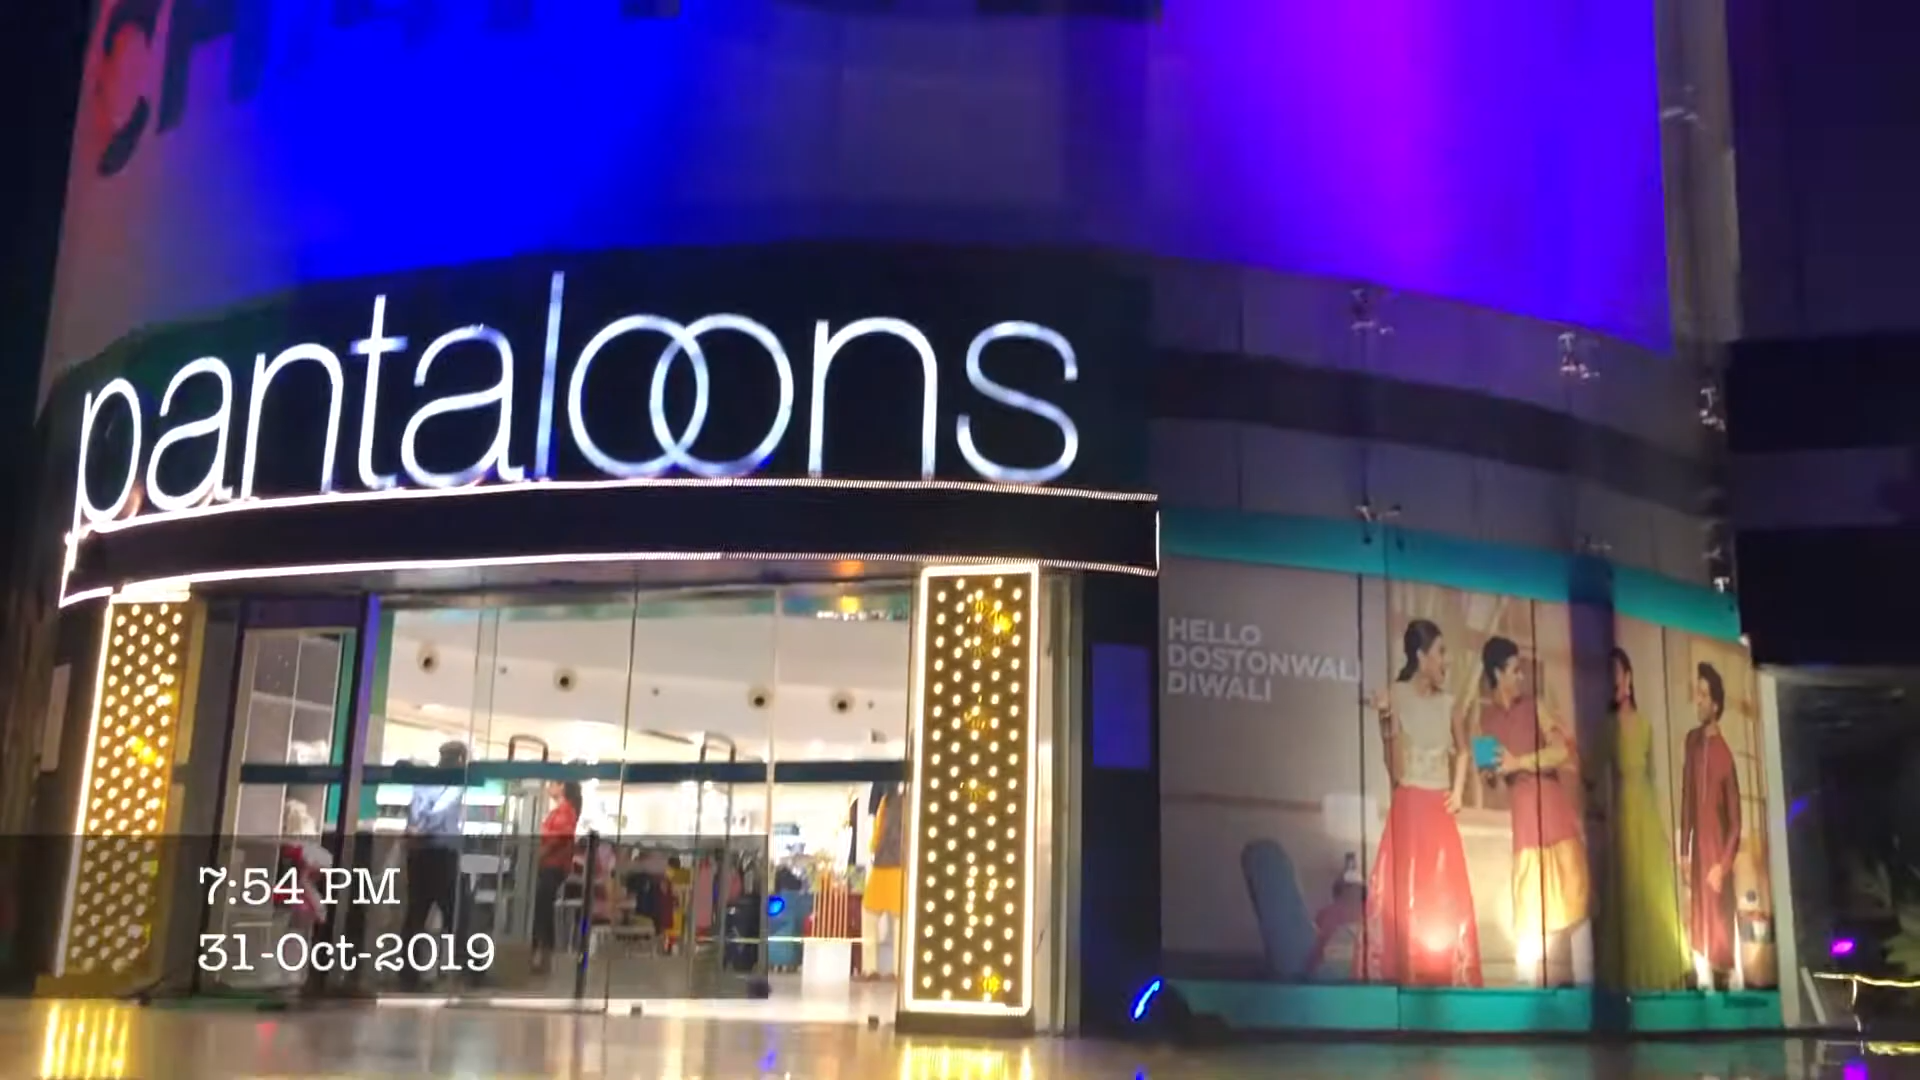 pantaloons
HELLO
DOSTONWALI
DIWALI
7:54 PM
31-Oct-2019